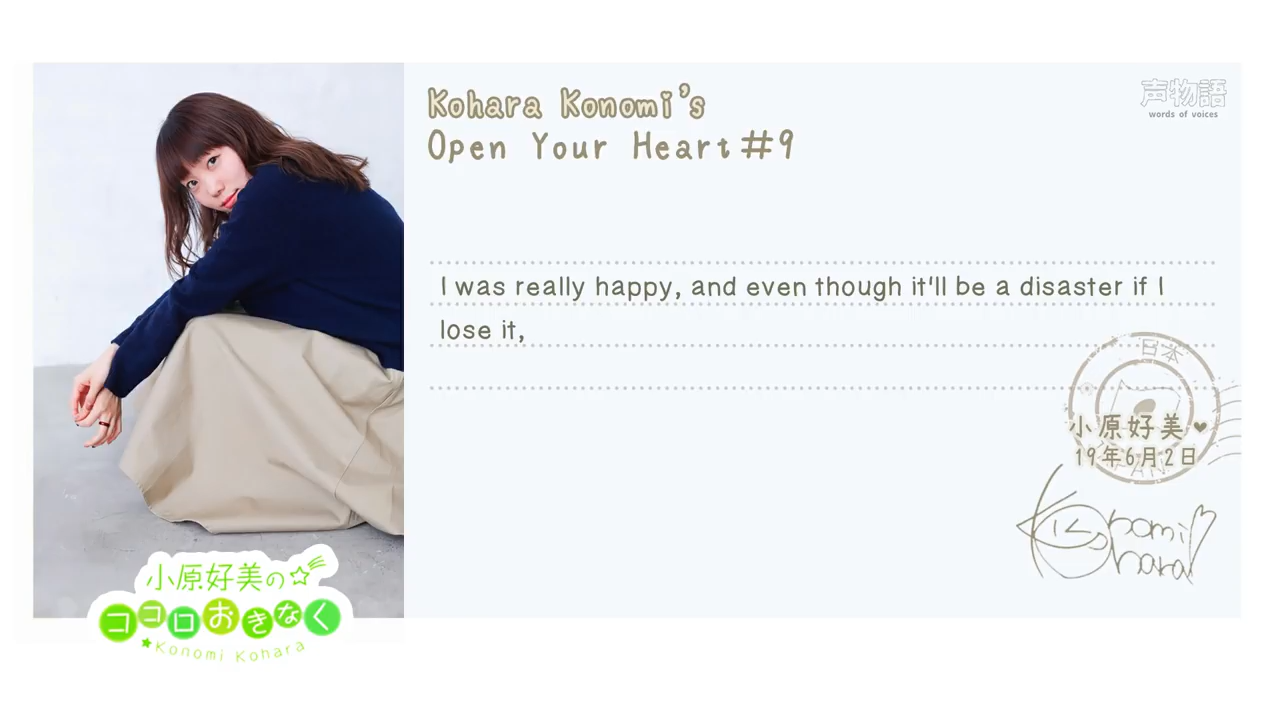 Kohara Konomi's
Open Your Heart #9
声物語
words of voices
I was really happy, and even though it'll be a disaster if I
lose it,
日本
小原好美❤
19年6月2日
Konomi
Kohara
小原好美の☆
ココロおきなく
★Konomi Kohara